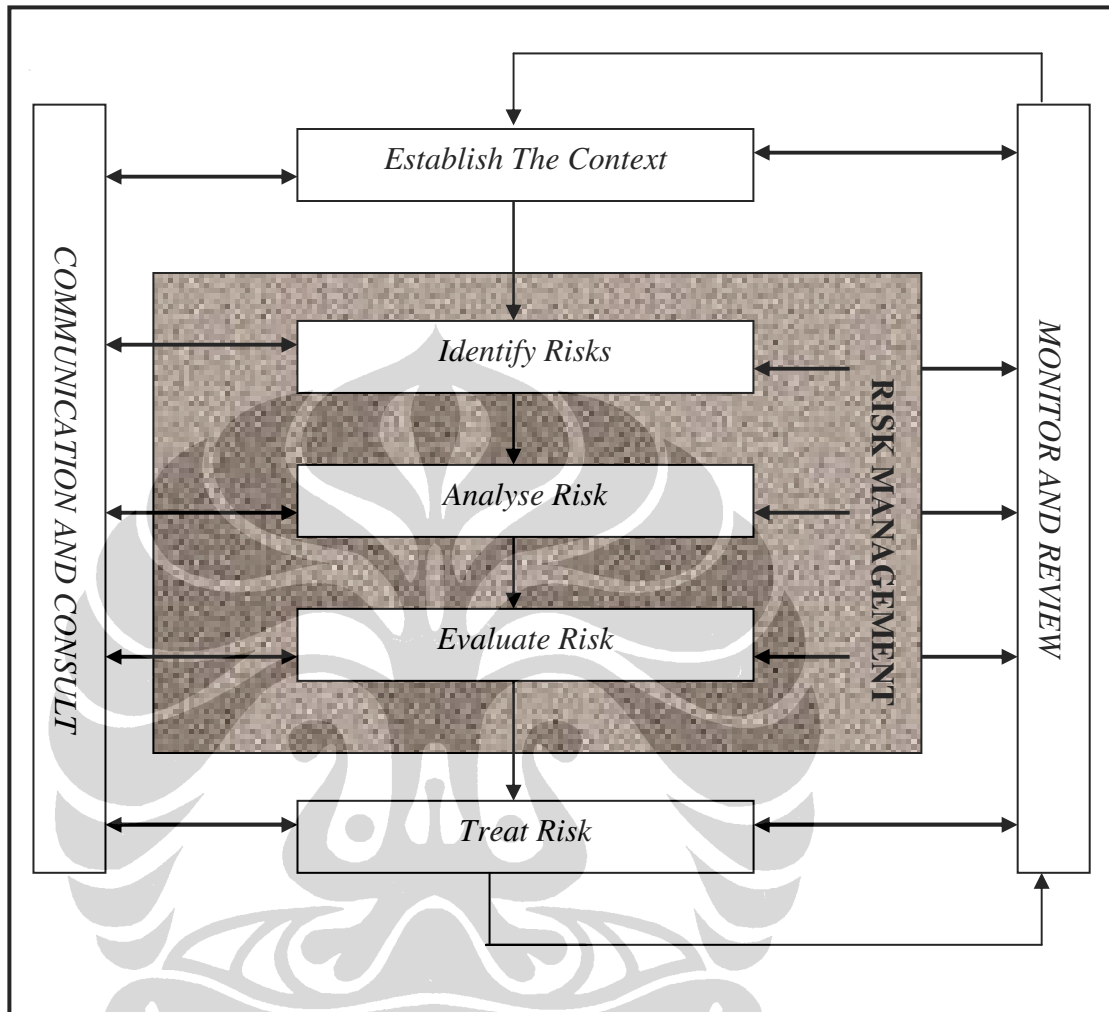 Establish The Context
COMMUNICATION AND CONSULT
Identify Risks
RISK MANAGEMENT
MONITOR AND REVIEW
Analyse Risk
Evaluate Risk
Treat Risk